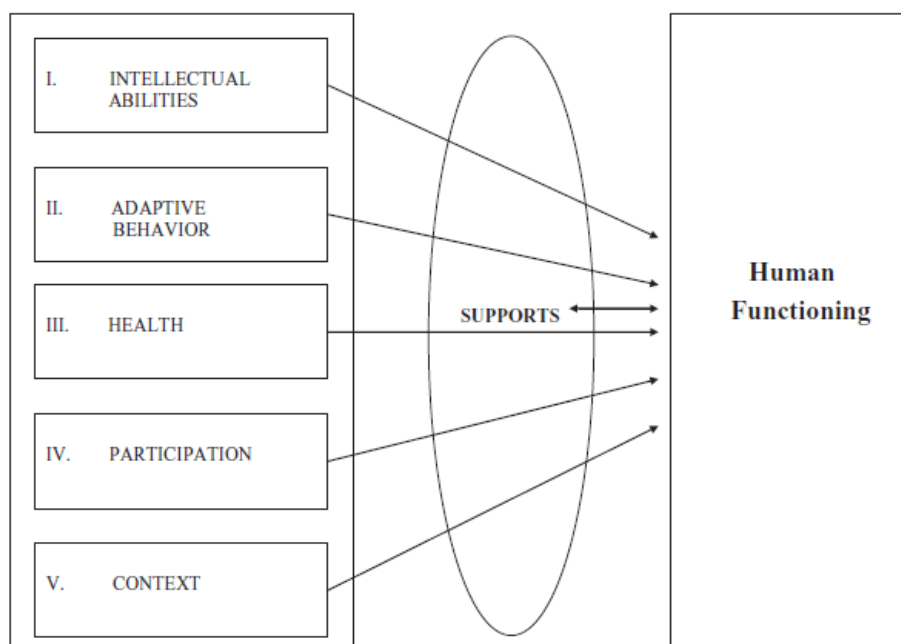 I. INTELLECTUAL
ABILITIES
II. ADAPTIVE
BEHAVIOR
III. HEALTH
IV. PARTICIPATION
V. CONTEXT
SUPPORTS
Human
Functioning